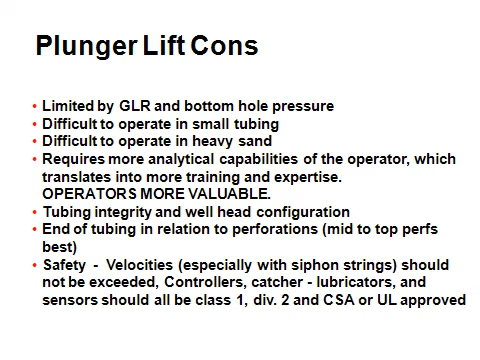 Plunger Lift Cons
• Limited by GLR and bottom hole pressure
• Difficult to operate in small tubing
• Difficult to operate in heavy sand
• Requires more analytical capabilities of the operator, which
translates into more training and expertise.
OPERATORS MORE VALUABLE.
• Tubing integrity and well head configuration
• End of tubing in relation to perforations (mid to top perfs
best)
• Safety - Velocities (especially with siphon strings) should
not be exceeded, Controllers, catcher - lubricators, and
sensors should all be class 1, div. 2 and CSA or UL approved